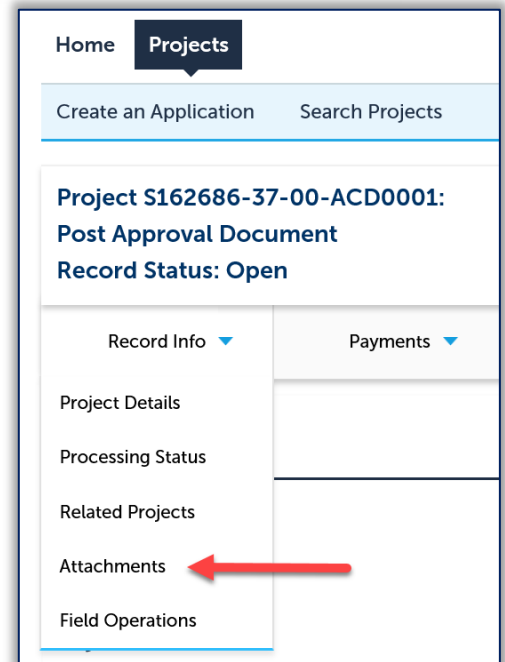 Home Projects
Create an Application Search Projects
Project S162686-37-00-ACD0001:
Post Approval Document
Record Status: Open
Record Info Payments
Project Details
Processing Status
Related Projects
Attachments
Field Operations